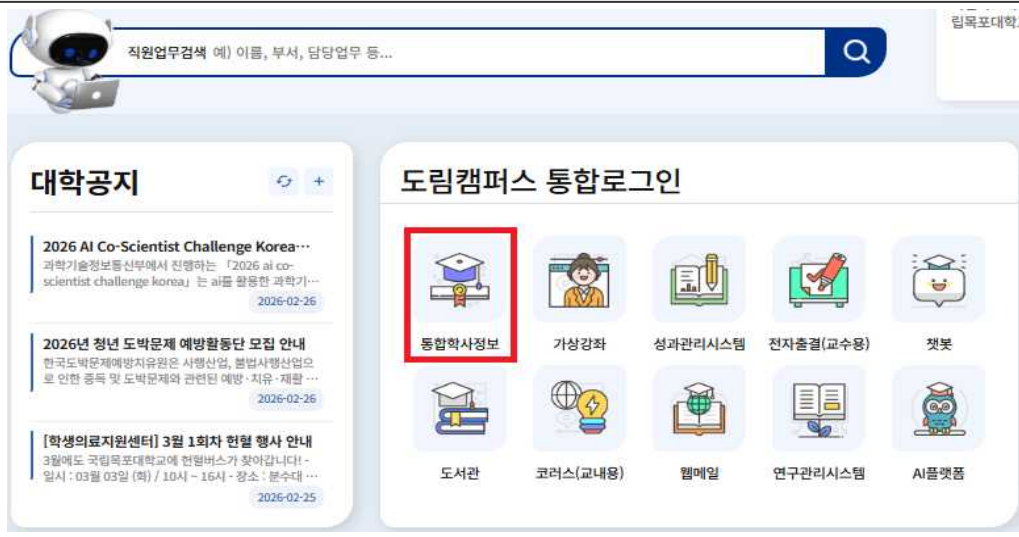 립목포대학
직원업무검색 예) 이름, 부서, 담당업무 등...
대학공지
2026 AI Co-Scientist Challenge Korea…
과학기술정보통신부에서 진행하는 「2026 ai co-
scientist challenge korea」는 ai를 활용한 과학기…
2026-02-26
2026년 청년 도박문제 예방활동단 모집 안내
한국도박문제예방치유원은 사행산업, 불법사행산업으
로 인한 중독 및 도박문제와 관련된 예방·치유·재활 …
2026-02-26
[학생의료지원센터] 3월 1회차 헌혈 행사 안내
3월에도 국립목포대학교에 헌혈버스가 찾아갑니다! -
일시 : 03월 03일 (화) / 10시 ~ 16시 - 장소 : 분수대 …
2026-02-25
도림캠퍼스 통합로그인
통합학사정보
가상강좌
성과관리시스템
전자출결(교수용)
챗봇
도서관
코러스(교내용)
웹메일
연구관리시스템
AI플랫폼